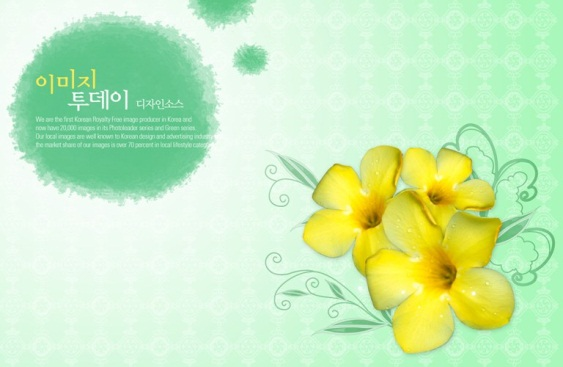 이미지
투데이 디자인소스
We are the first Korean Royalty-free image producer in Korea and
now have 20,000 images in its Photoleader series and Green series.
Our local images are well known to Korean design and advertising industry
the market share of our images is over 70 percent in local lifestyle